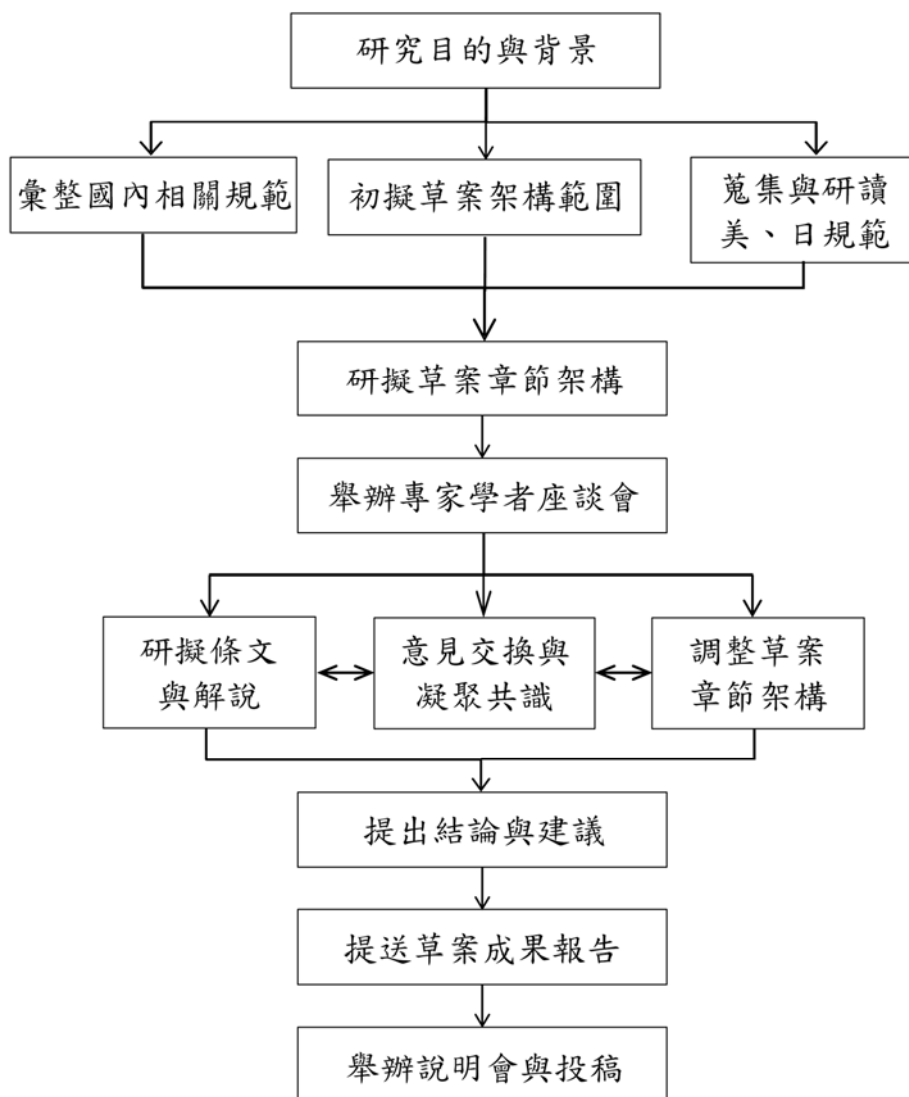 研究目的與背景
彙整國內相關規範
初擬草案架構範圍
蒐集與研讀
美、日規範
研擬草案章節架構
舉辦專家學者座談會
研擬條文
與解說
意見交換與
凝聚共識
調整草案
章節架構
提出結論與建議
提送草案成果報告
舉辦說明會與投稿